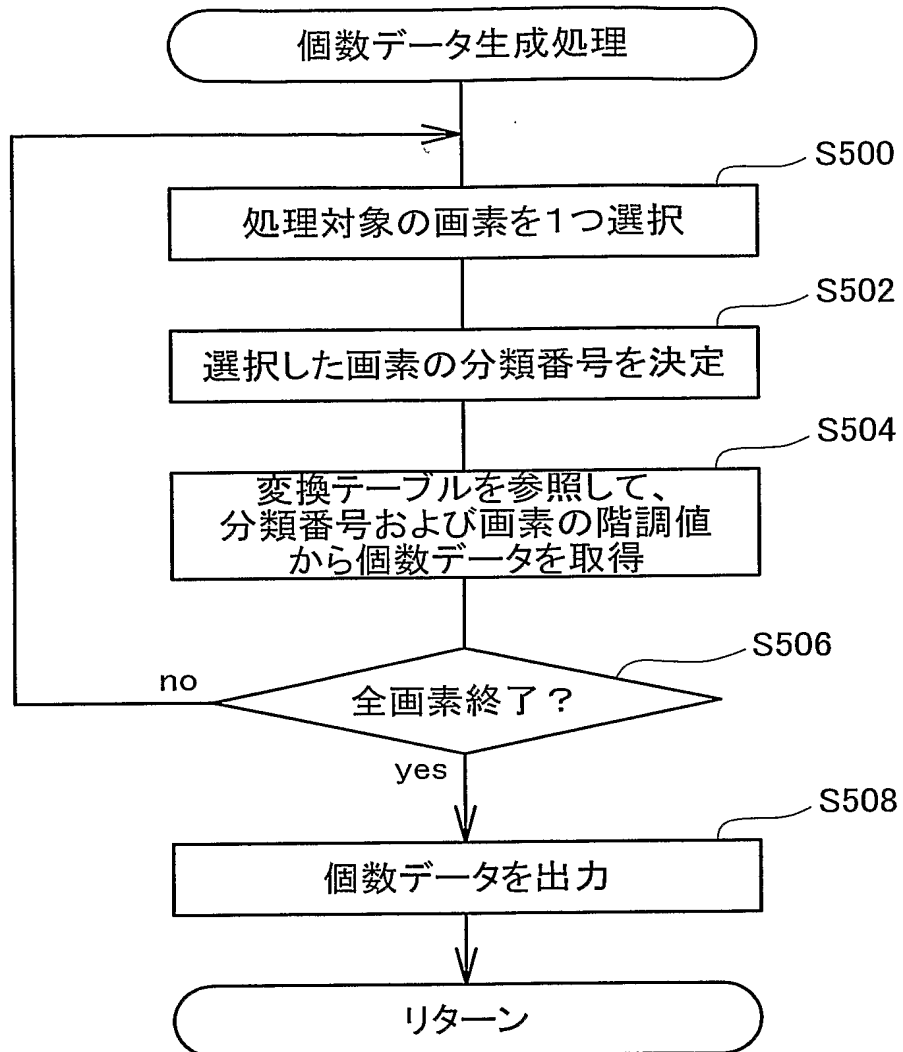 個数データ生成処理
S500
処理対象の画素を1つ選択
S502
選択した画素の分類番号を決定
S504
変換テーブルを参照して、
分類番号および画素の階調値
から個数データを取得
S506
no
全画素終了？
yes
S508
個数データを出力
リターン